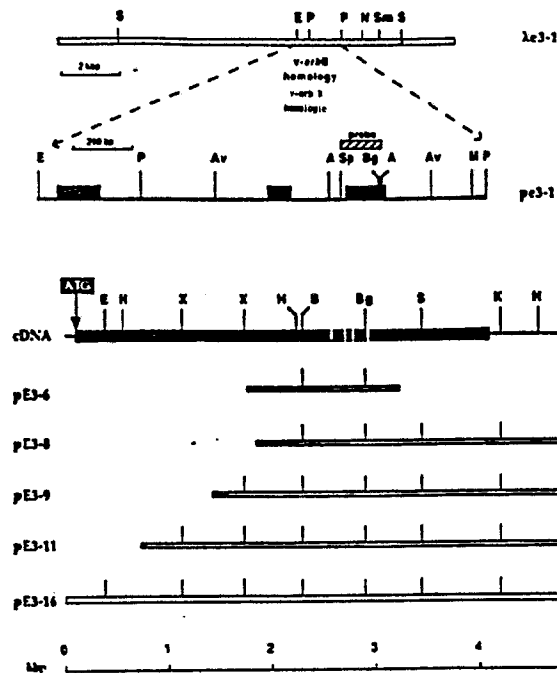 S E P P N Sm S
λe3-1
2 kbp
v-erbB
homology
v-erb B
homologie
probe
200 bp
E P Av A Sp Bg A Av M P
pe3-1
ATG
E H X X H B Bg S K H
cDNA
pE3-6
pE3-8
pE3-9
pE3-11
pE3-16
0 1 2 3 4
kbp